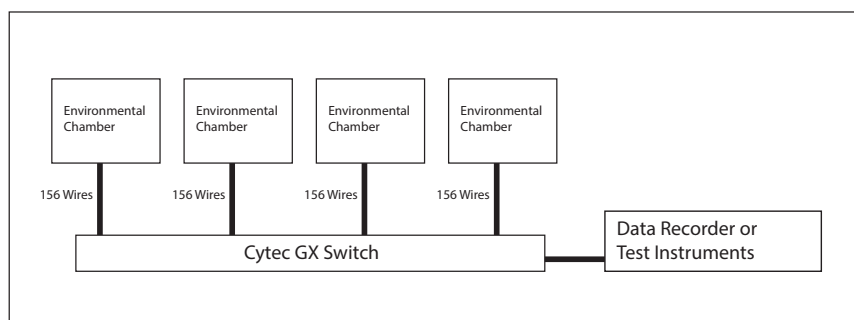 Environmental
Chamber
Environmental
Chamber
Environmental
Chamber
Environmental
Chamber
156 Wires
156 Wires
156 Wires
156 Wires
Cytec GX Switch
Data Recorder or
Test Instruments